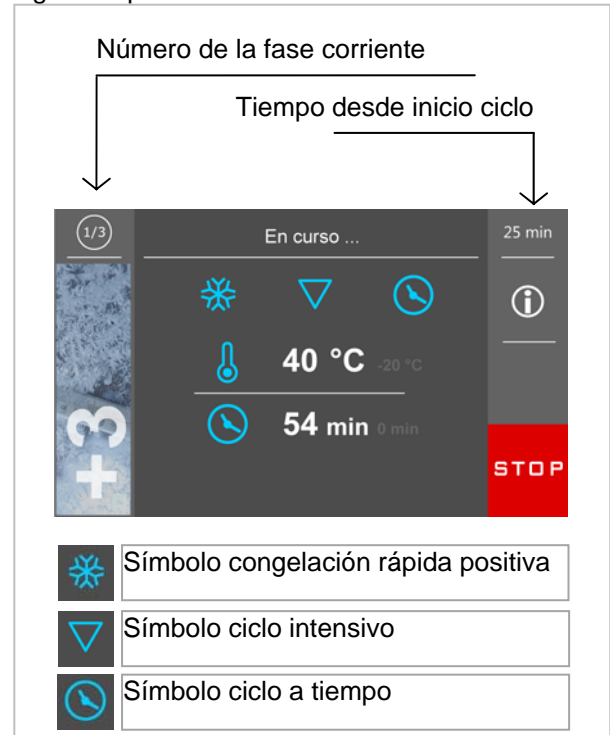 Número de la fase corriente
Tiempo desde inicio ciclo
1/3
En curso ...
25 min
40 °C -20 °C
54 min 0 min
+3
STOP
Símbolo congelación rápida positiva
Símbolo ciclo intensivo
Símbolo ciclo a tiempo